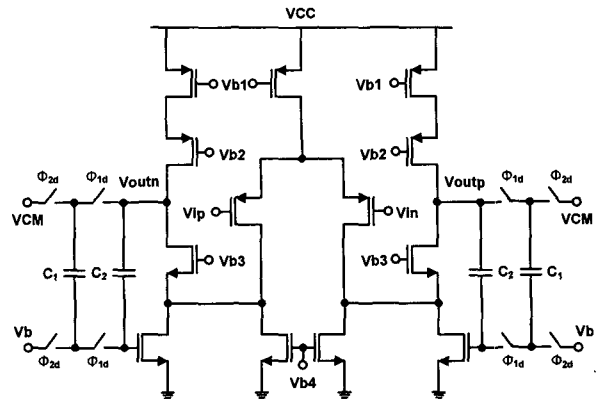 VCC
Vb1 Vb1
Vb2 Vb2
Φ2d Φ1d Voutn Voutp Φ1d Φ2d
VCM Vip Vin VCM
Vb3 Vb3
C1 C2 C2 C1
Vb Vb
Φ2d Φ1d Vb4 Φ1d Φ2d